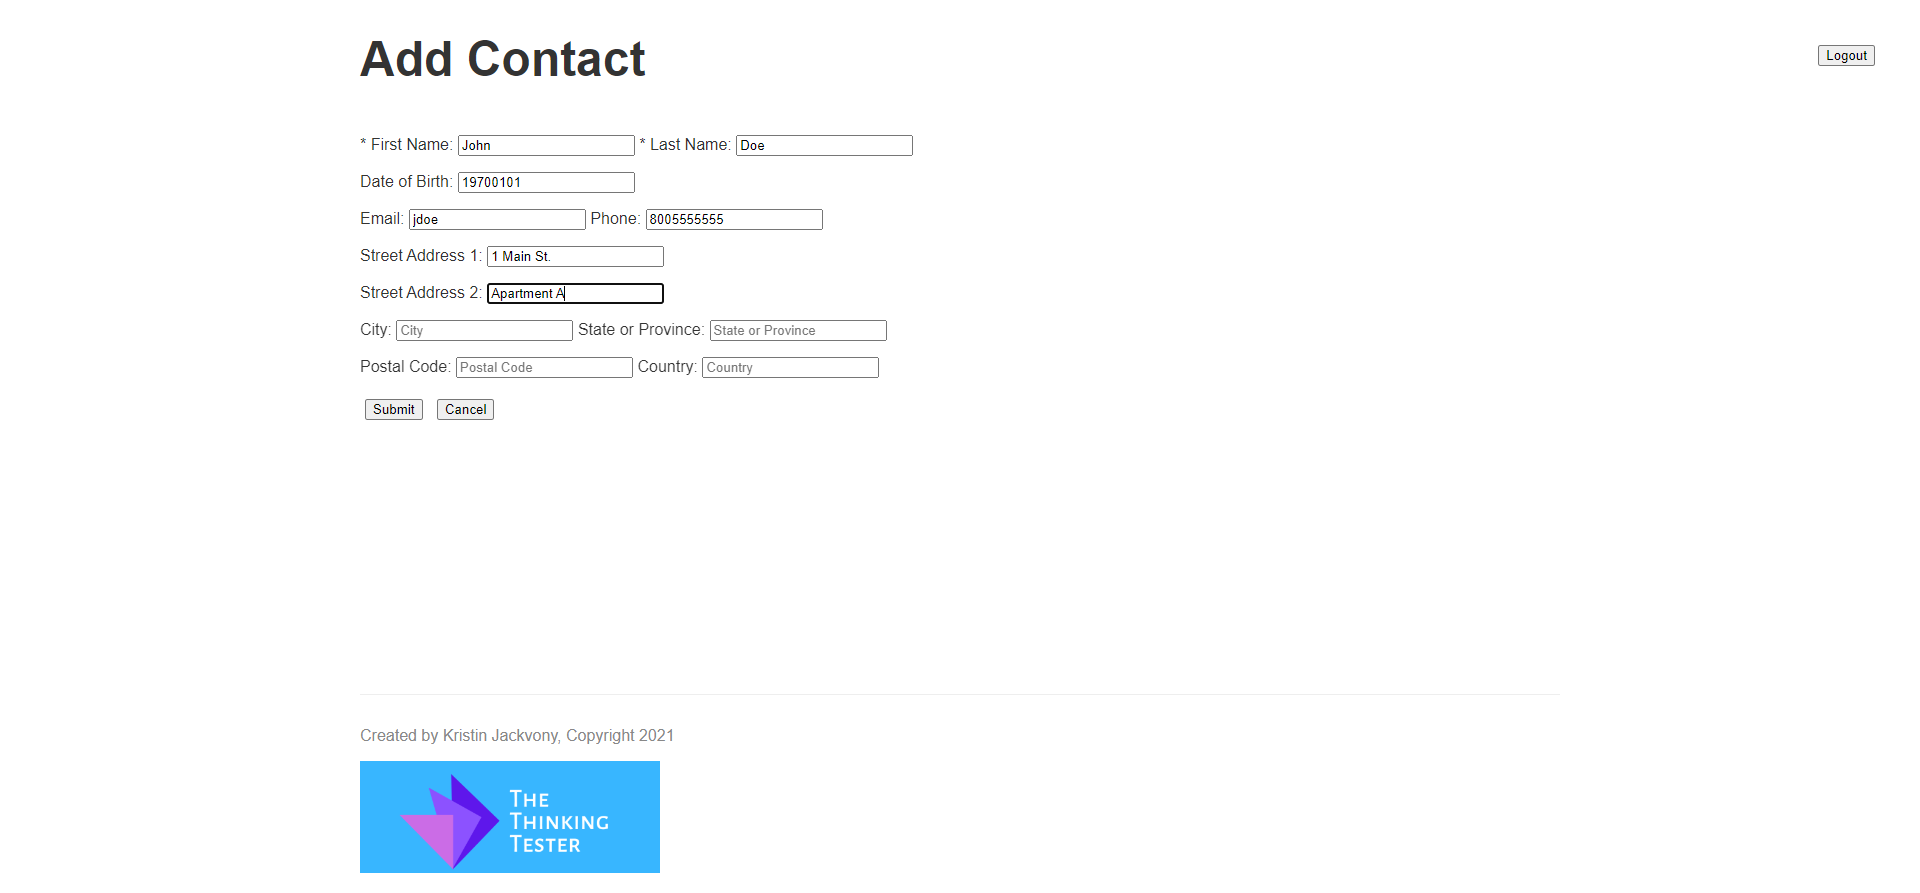 Add Contact
Logout
* First Name: John * Last Name: Doe
Date of Birth: 19700101
Email: jdoe Phone: 8005555555
Street Address 1: 1 Main St.
Street Address 2: Apartment A
City: City State or Province: State or Province
Postal Code: Postal Code Country: Country
Submit Cancel
Created by Kristin Jackvony, Copyright 2021
THE
THINKING
TESTER